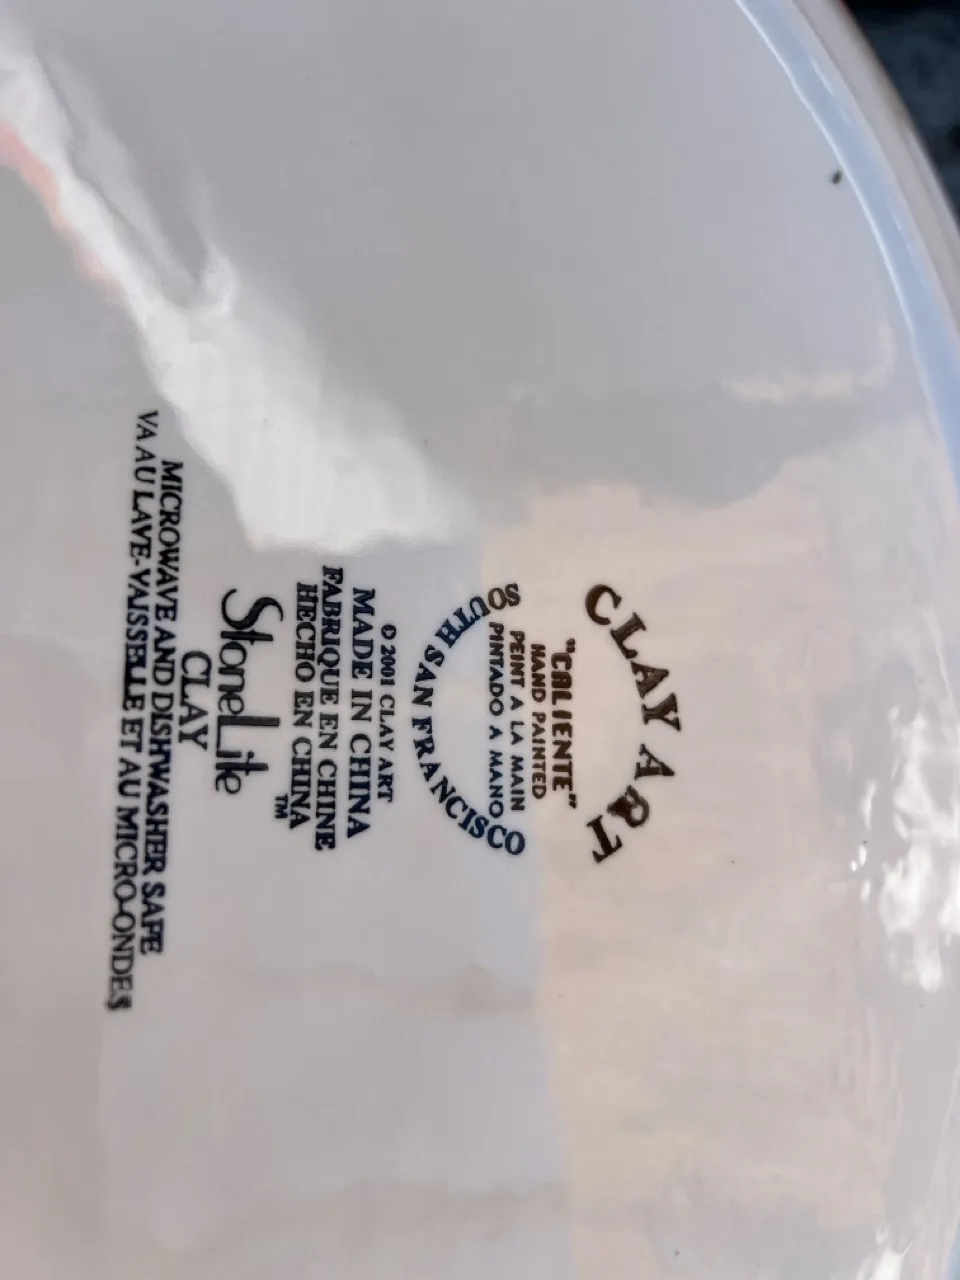 CLAY ART
"CALIENTE"
HAND PAINTED
PEINT A LA MAIN
PINTADO A MANO
SOUTH SAN FRANCISCO
© 2001 CLAY ART
MADE IN CHINA
FABRIQUE EN CHINE
HECHO EN CHINA
StoneLite™
CLAY
MICROWAVE AND DISHWASHER SAFE
VA AU LAVE-VAISSELLE ET AU MICRO-ONDES